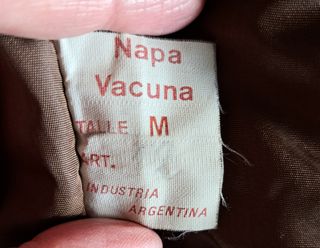 Napa
Vacuna
TALLE M
ART.
INDUSTRIA
ARGENTINA